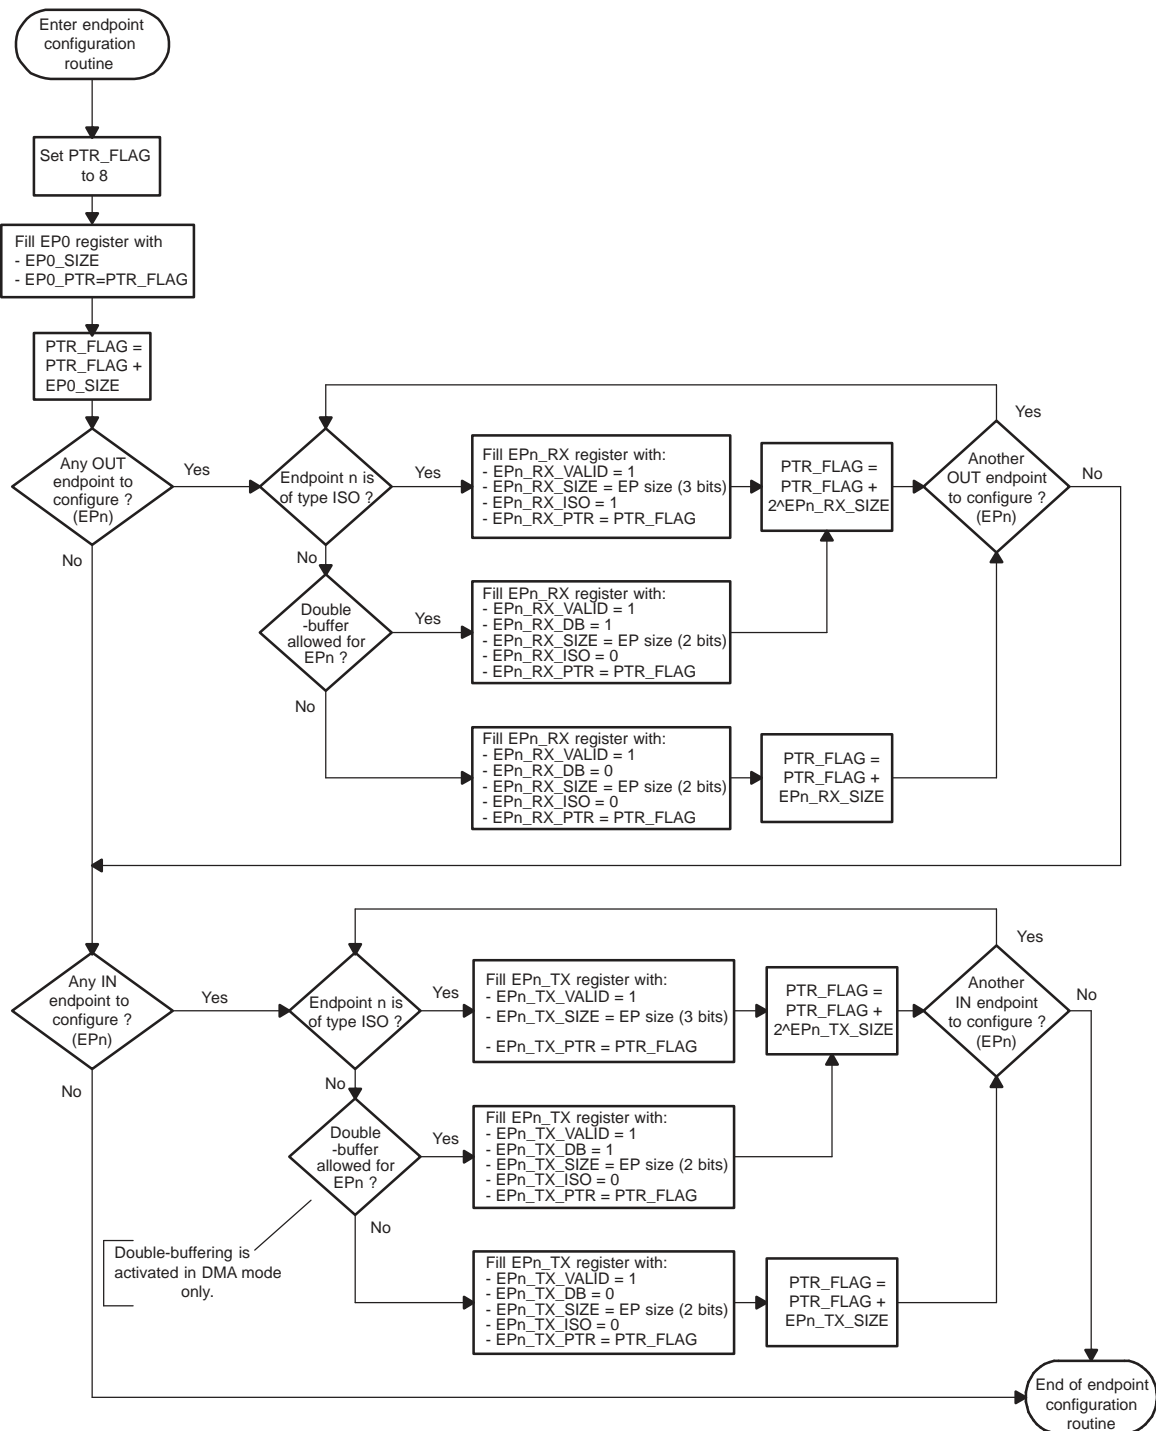 Enter endpoint
configuration
routine
Set PTR_FLAG
to 8
Fill EP0 register with
- EP0_SIZE
- EP0_PTR=PTR_FLAG
PTR_FLAG =
PTR_FLAG +
EP0_SIZE
Any OUT
endpoint to
configure ?
(EPn)
Yes
No
Endpoint n is
of type ISO ?
Yes
No
Fill EPn_RX register with:
- EPn_RX_VALID = 1
- EPn_RX_SIZE = EP size (3 bits)
- EPn_RX_ISO = 1
- EPn_RX_PTR = PTR_FLAG
PTR_FLAG =
PTR_FLAG +
2^EPn_RX_SIZE
Another
OUT endpoint
to configure ?
(EPn)
Yes
No
Double
-buffer
allowed for
EPn ?
Yes
No
Fill EPn_RX register with:
- EPn_RX_VALID = 1
- EPn_RX_DB = 1
- EPn_RX_SIZE = EP size (2 bits)
- EPn_RX_ISO = 0
- EPn_RX_PTR = PTR_FLAG
Fill EPn_RX register with:
- EPn_RX_VALID = 1
- EPn_RX_DB = 0
- EPn_RX_SIZE = EP size (2 bits)
- EPn_RX_ISO = 0
- EPn_RX_PTR = PTR_FLAG
PTR_FLAG =
PTR_FLAG +
EPn_RX_SIZE
Any IN
endpoint to
configure ?
(EPn)
Yes
No
Endpoint n is
of type ISO ?
Yes
No
Fill EPn_TX register with:
- EPn_TX_VALID = 1
- EPn_TX_SIZE = EP size (3 bits)
- EPn_TX_PTR = PTR_FLAG
PTR_FLAG =
PTR_FLAG +
2^EPn_TX_SIZE
Another
IN endpoint
to configure ?
(EPn)
Yes
No
Double
-buffer
allowed for
EPn ?
Yes
No
Fill EPn_TX register with:
- EPn_TX_VALID = 1
- EPn_TX_DB = 1
- EPn_TX_SIZE = EP size (2 bits)
- EPn_TX_ISO = 0
- EPn_TX_PTR = PTR_FLAG
Double-buffering is
activated in DMA mode
only.
Fill EPn_TX register with:
- EPn_TX_VALID = 1
- EPn_TX_DB = 0
- EPn_TX_SIZE = EP size (2 bits)
- EPn_TX_ISO = 0
- EPn_TX_PTR = PTR_FLAG
PTR_FLAG =
PTR_FLAG +
EPn_TX_SIZE
End of endpoint
configuration
routine